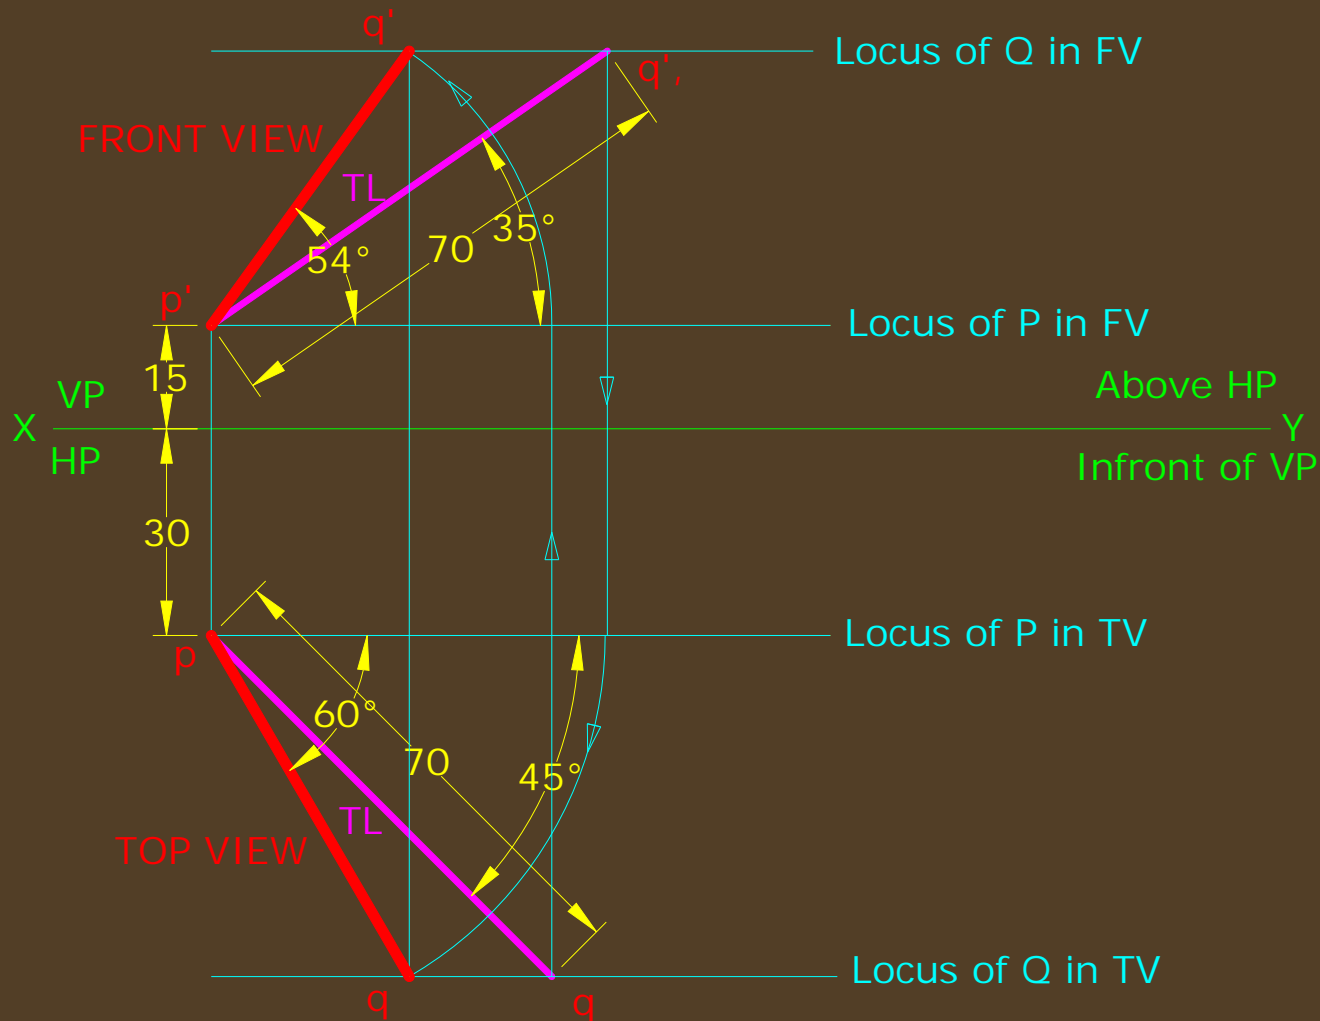 q'
Locus of Q in FV
q',
FRONT VIEW
TL
35°
70
54°
p'
Locus of P in FV
15
VP
Above HP
X
Y
HP
Infront of VP
30
Locus of P in TV
p
60°
70
45°
TL
TOP VIEW
Locus of Q in TV
q
q